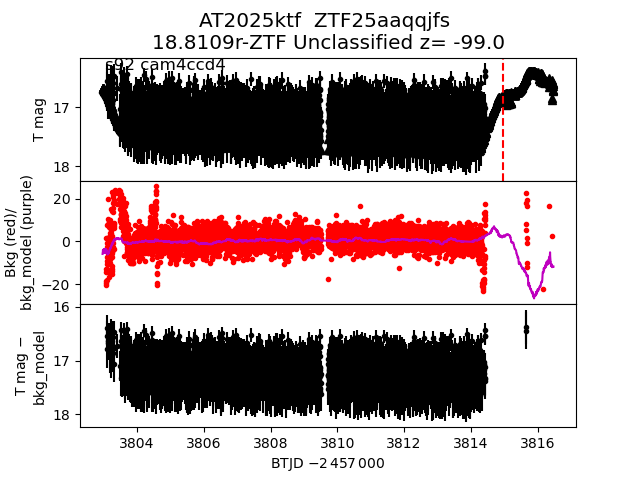 AT2025ktf  ZTF25aaqqjfs
18.8109r-ZTF Unclassified z= -99.0
s92 cam4ccd4
T mag
17
18
Bkg (red)/
bkg_model (purple)
20
0
−20
T mag −
bkg_model
16
17
18
3804 3806 3808 3810 3812 3814 3816
BTJD −2 457 000